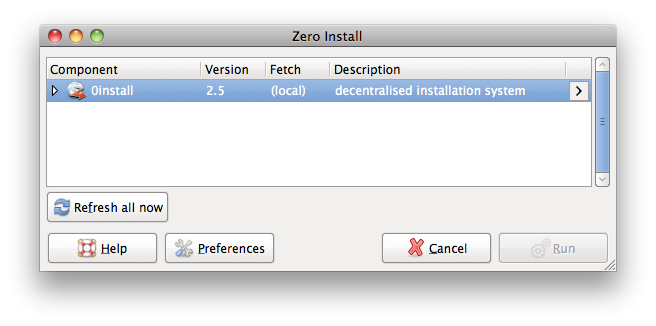 Zero Install
Component Version Fetch Description
0install 2.5 (local) decentralised installation system
Refresh all now
Help Preferences Cancel Run